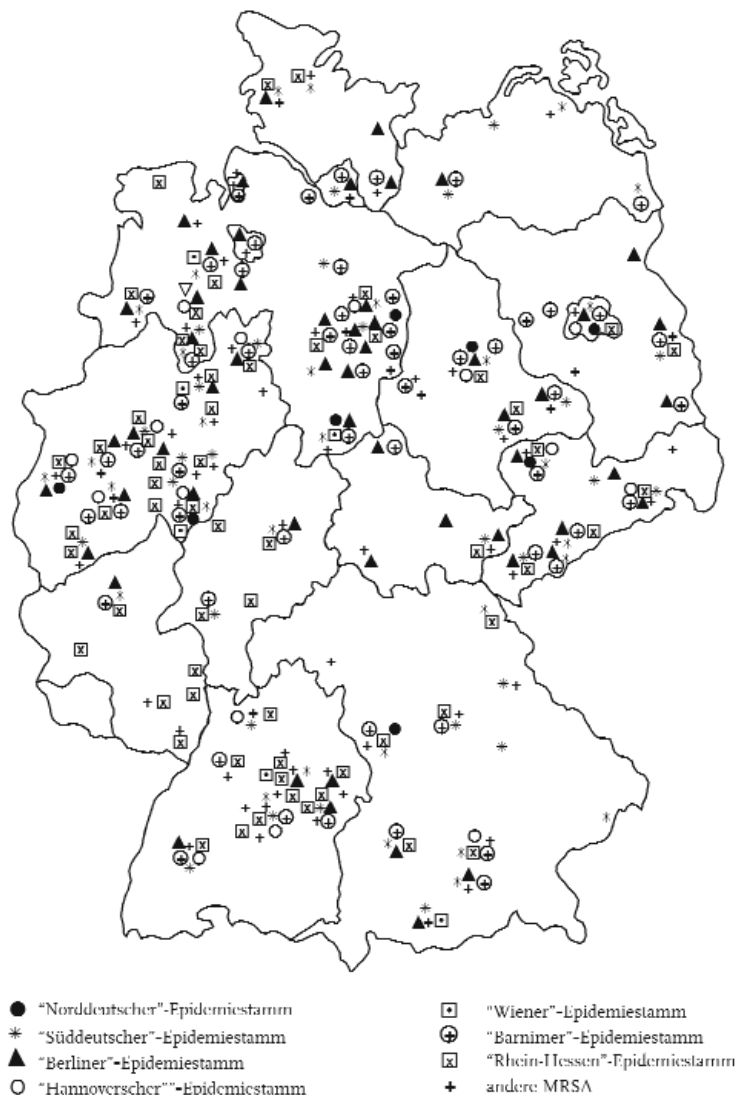 "Norddeutscher"-Epidemiestamm
"Süddeutscher"-Epidemiestamm
"Berliner"-Epidemiestamm
"Hannoverscher""-Epidemiestamm
"Wiener"-Epidemiestamm
"Barnimer"-Epidemiestamm
"Rhein-Hessen"-Epidemiestamm
andere MRSA